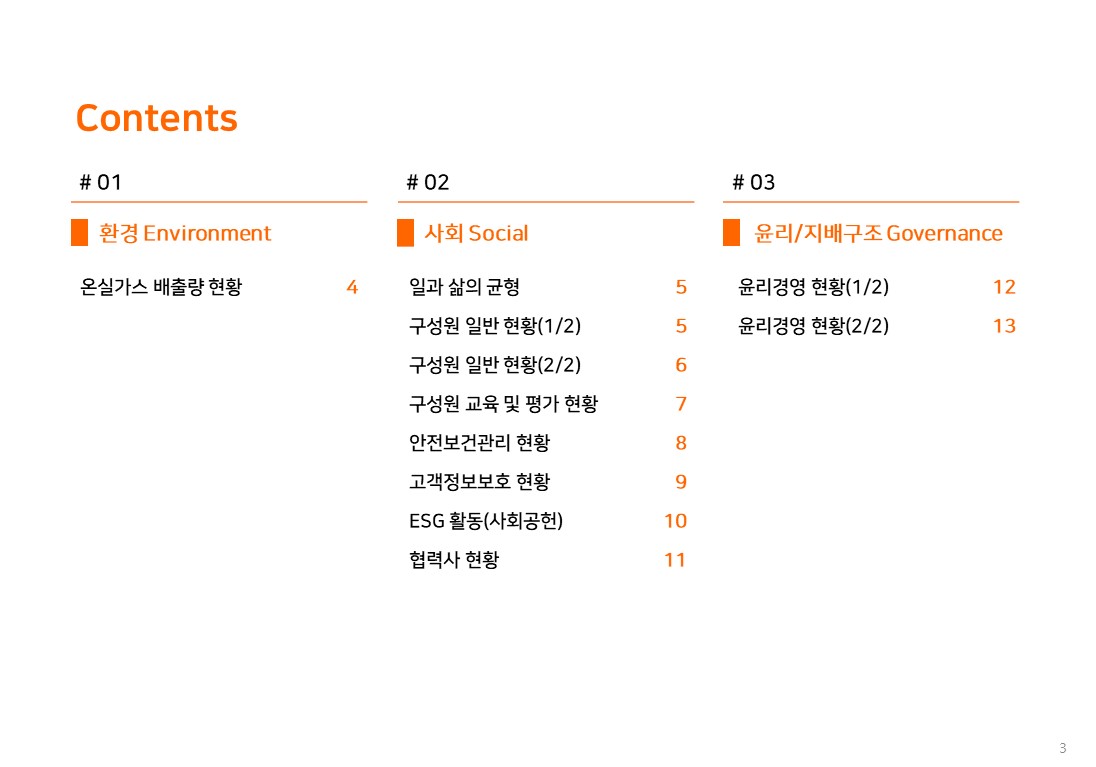 Contents
# 01
환경 Environment
온실가스 배출량 현황 4
# 02
사회 Social
일과 삶의 균형 5
구성원 일반 현황(1/2) 5
구성원 일반 현황(2/2) 6
구성원 교육 및 평가 현황 7
안전보건관리 현황 8
고객정보보호 현황 9
ESG 활동(사회공헌) 10
협력사 현황 11
# 03
윤리/지배구조 Governance
윤리경영 현황(1/2) 12
윤리경영 현황(2/2) 13
3